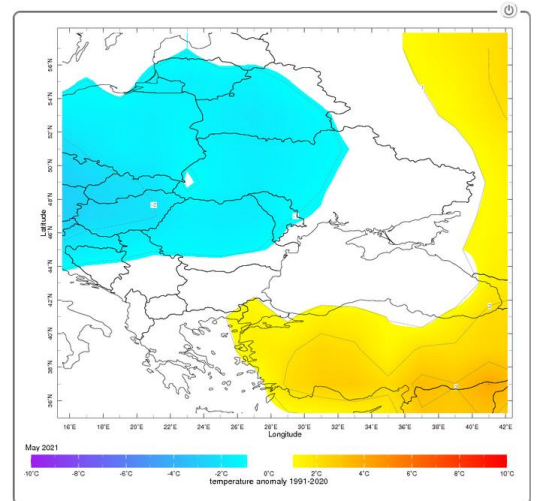 56°N
54°N
52°N
50°N
48°N
46°N
44°N
42°N
40°N
38°N
36°N
Latitude
16°E 18°E 20°E 22°E 24°E 26°E 28°E 30°E 32°E 34°E 36°E 38°E 40°E 42°E
Longitude
May 2021
-10°C -8°C -6°C -4°C -2°C 0°C 2°C 4°C 6°C 8°C 10°C
temperature anomaly 1991-2020